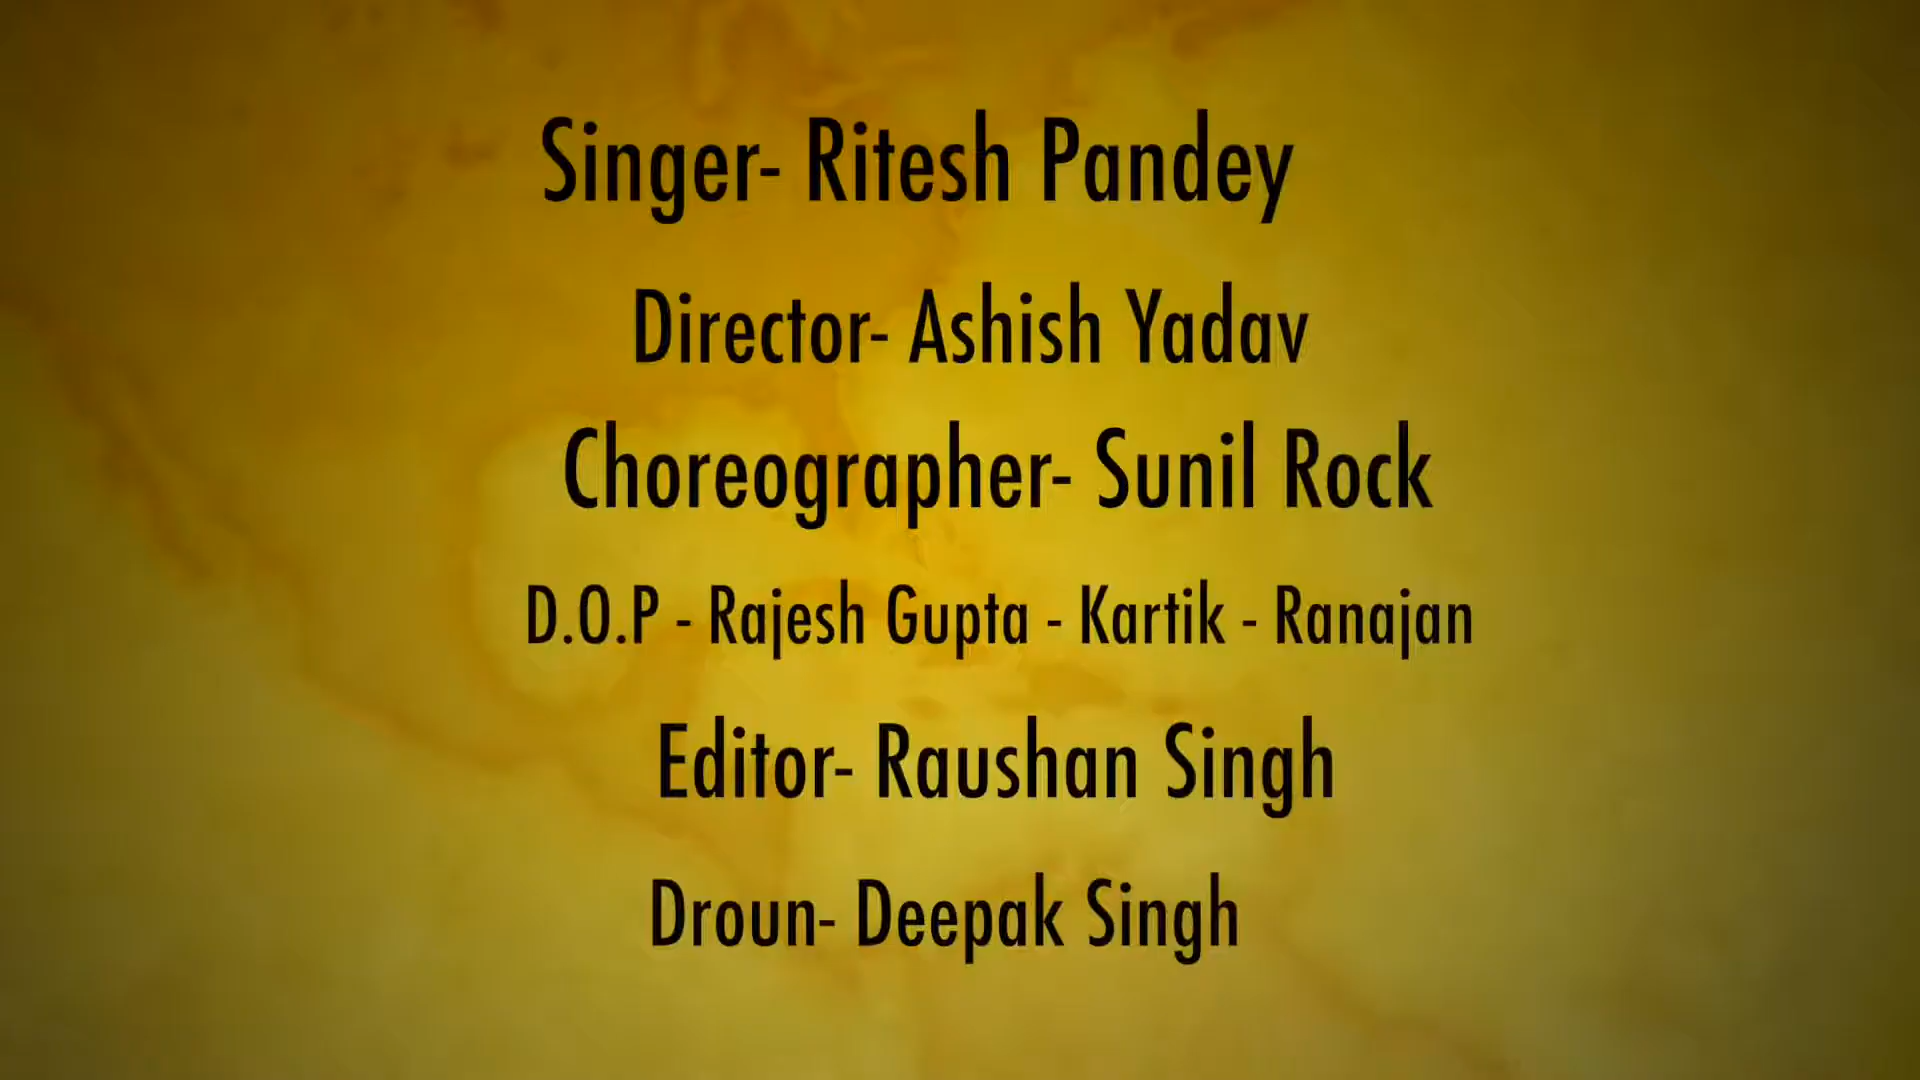 Singer- Ritesh Pandey
Director- Ashish Yadav
Choreographer- Sunil Rock
D.O.P - Rajesh Gupta - Kartik - Ranajan
Editor- Raushan Singh
Droun- Deepak Singh